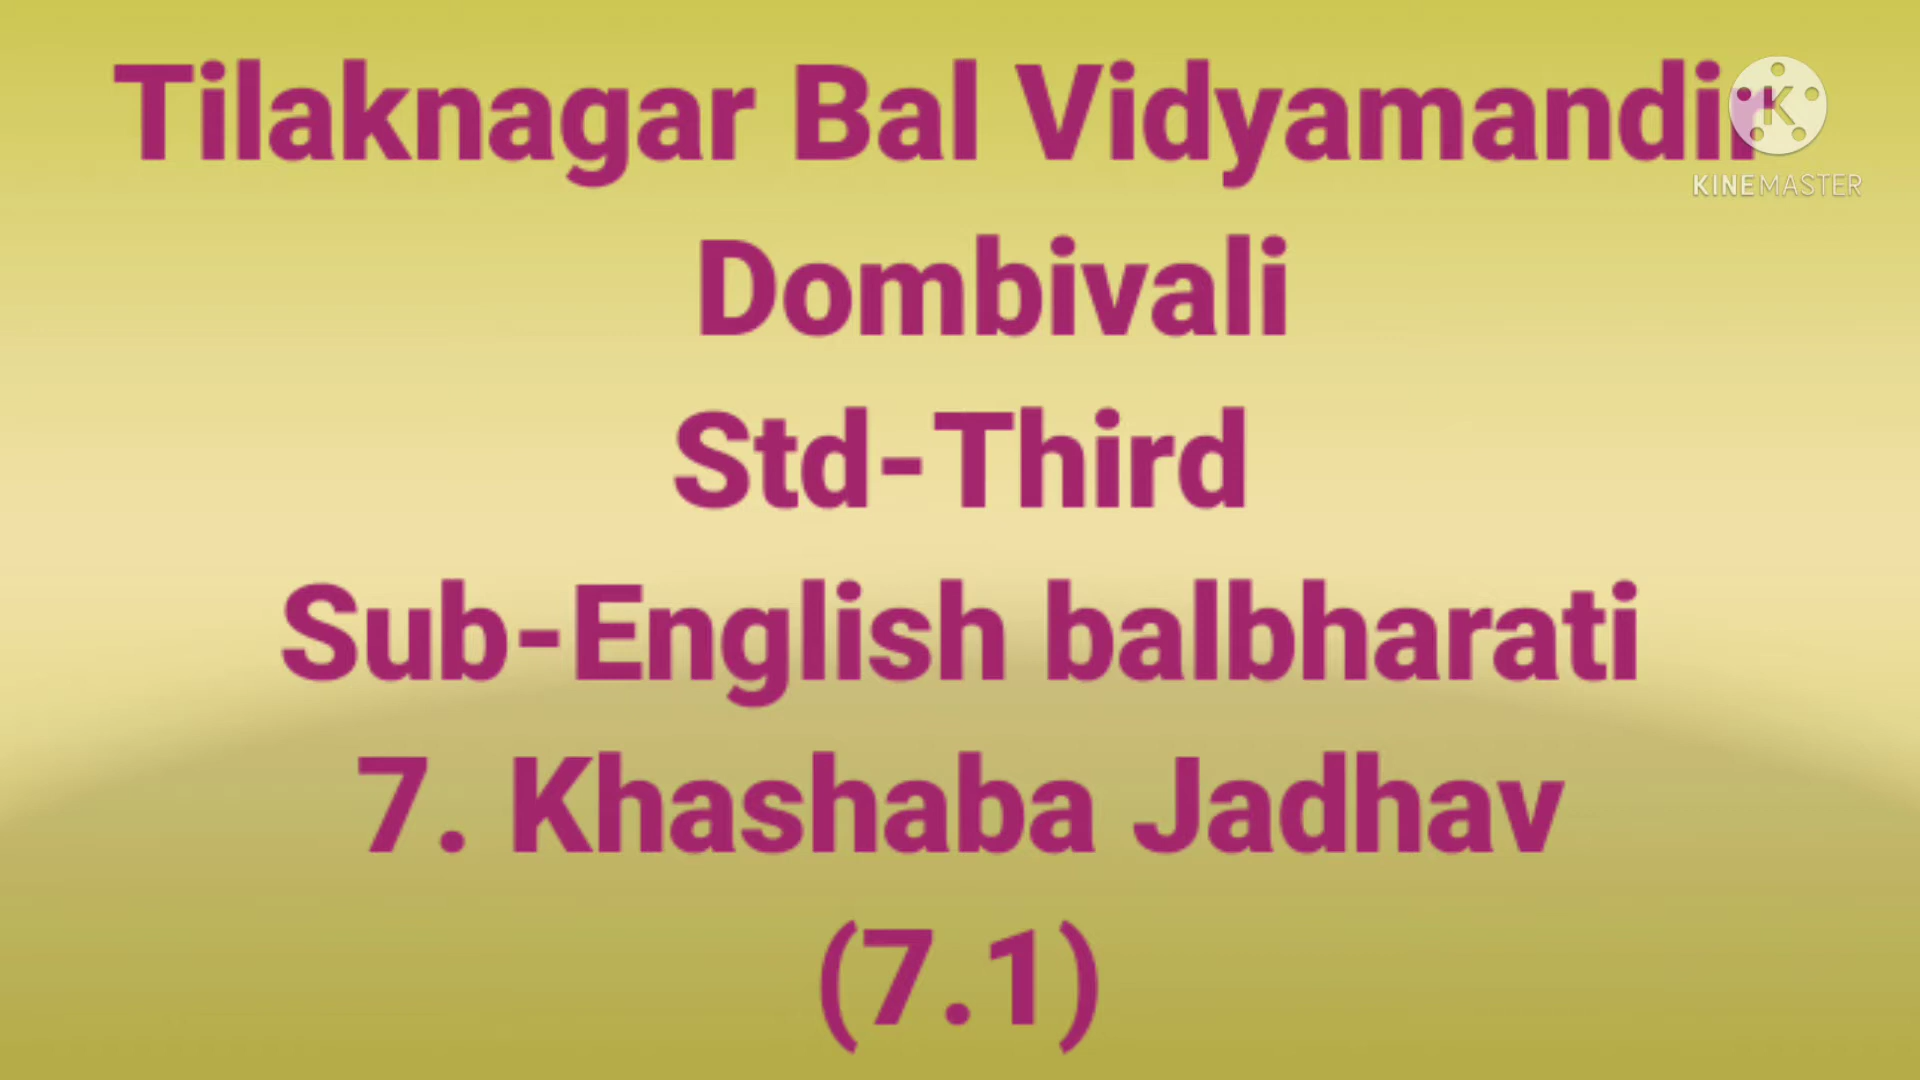 Tilaknagar Bal Vidyamandir
KINEMASTER
Dombivali
Std-Third
Sub-English balbharati
7. Khashaba Jadhav
(7.1)